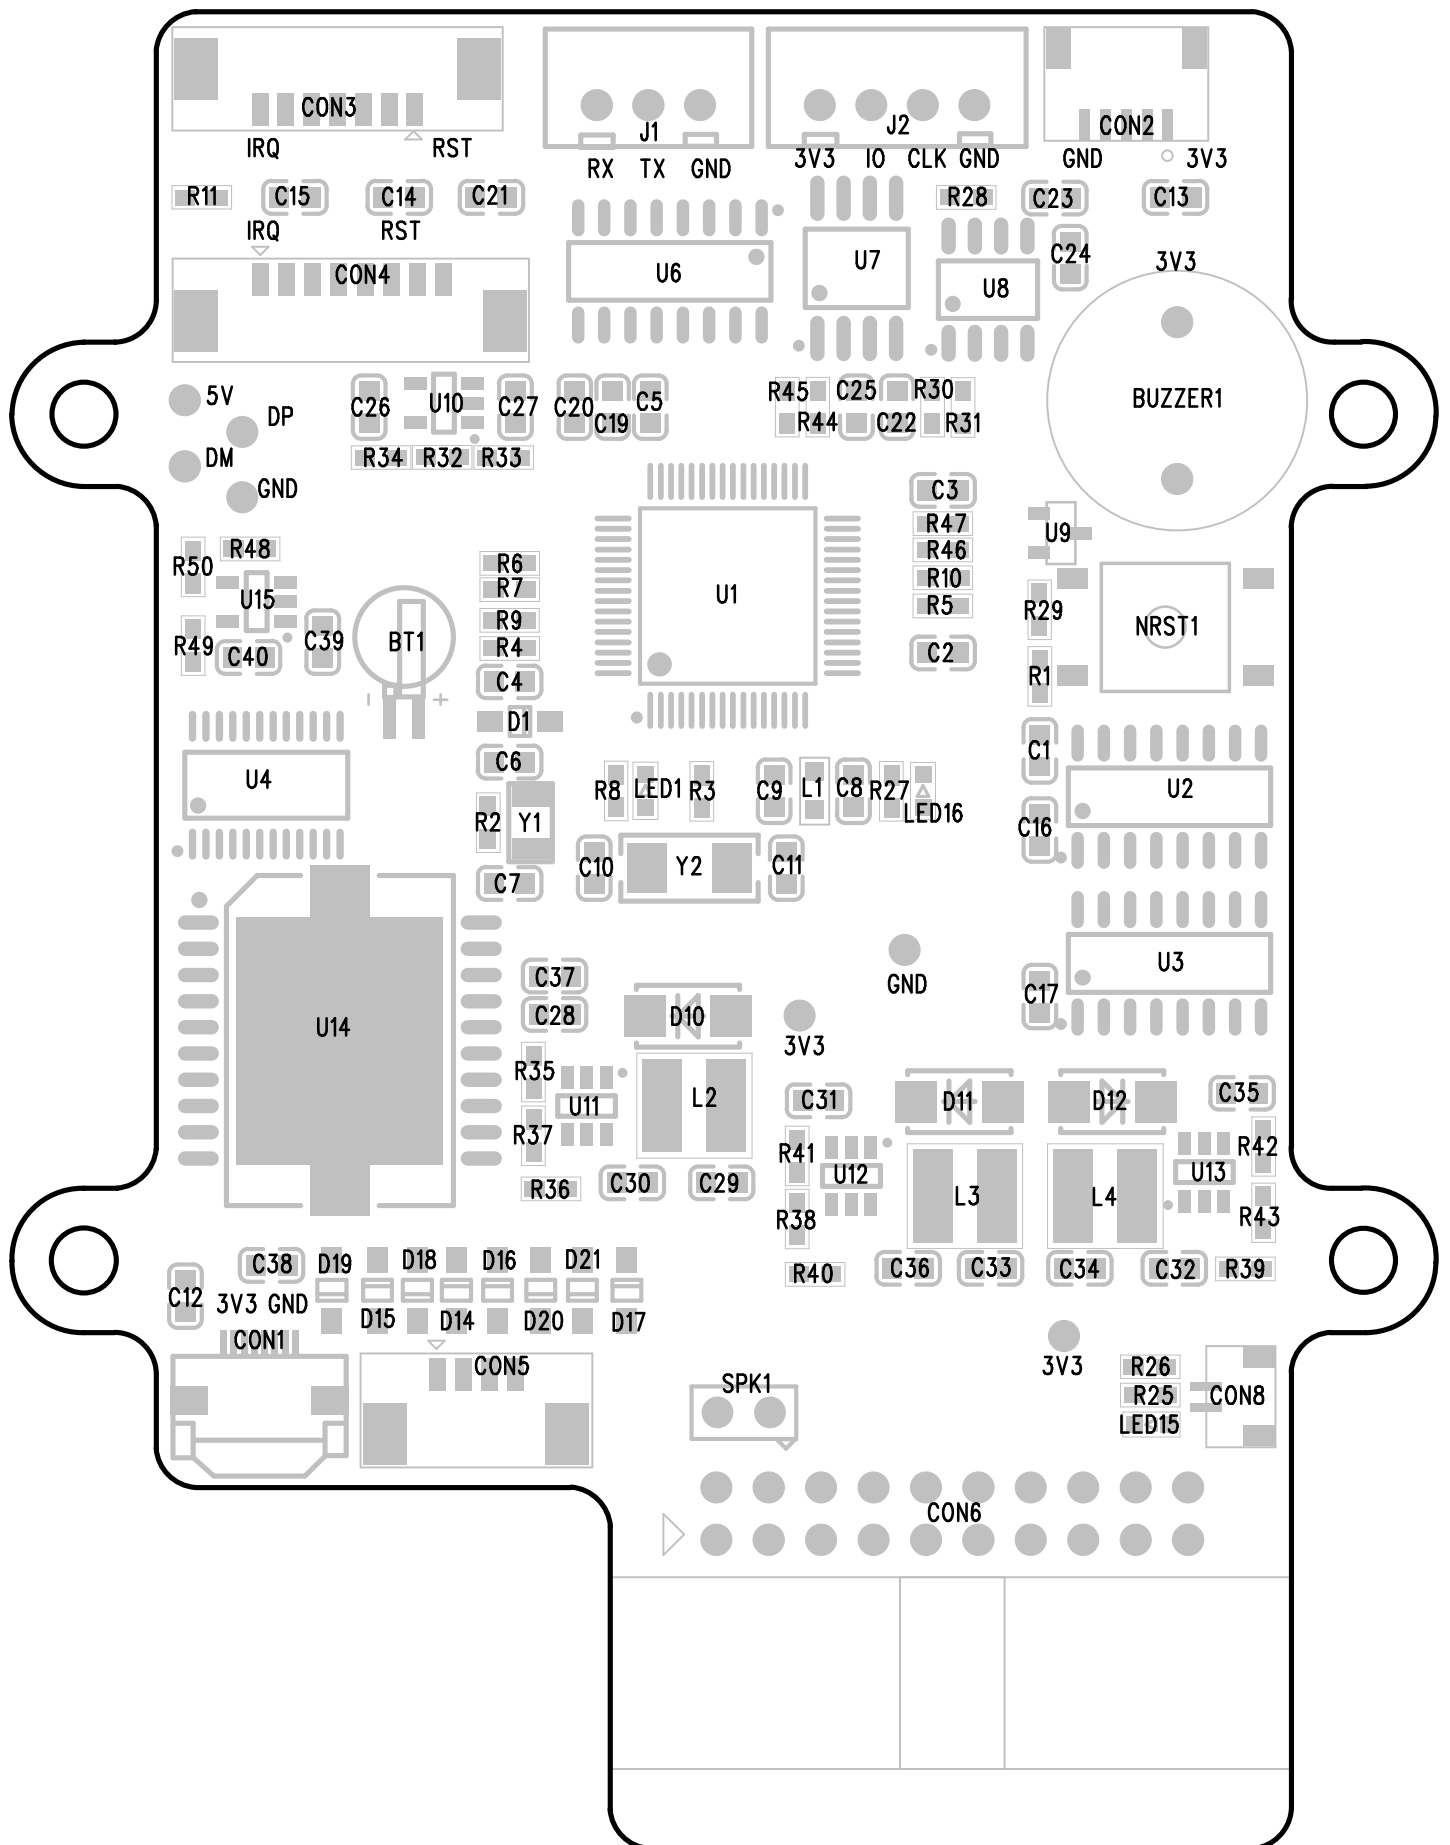 CON3
J1
J2
CON2
IRQ
RST
RX
TX
GND
3V3
IO
CLK
GND
GND
3V3
R11
C15
C14
C21
R28
C23
C13
IRQ
RST
CON4
U6
U7
U8
C24
3V3
5V
DP
DM
GND
C26
U10
C27
C20
C19
C5
R45
R44
C25
C22
R30
R31
BUZZER1
R34
R32
R33
C3
R47
R46
R10
R5
C2
U9
R50
R48
U15
R49
C40
C39
BT1
- +
R6
R7
R9
R4
C4
D1
C6
U1
R29
NRST1
R1
C1
U4
R2
Y1
R8
LED1
R3
C9
L1
C8
R27
LED16
U2
C16
C7
C10
Y2
C11
U3
C17
GND
C37
C28
D10
3V3
U14
R35
U11
R37
L2
C31
D11
D12
C35
R41
U12
R42
U13
R36
C30
C29
R38
L3
L4
R43
C38
D19
D18
D16
D21
R40
C36
C33
C34
C32
R39
C12
3V3 GND
D15
D14
D20
D17
CON1
CON5
3V3
SPK1
R26
R25
LED15
CON8
CON6